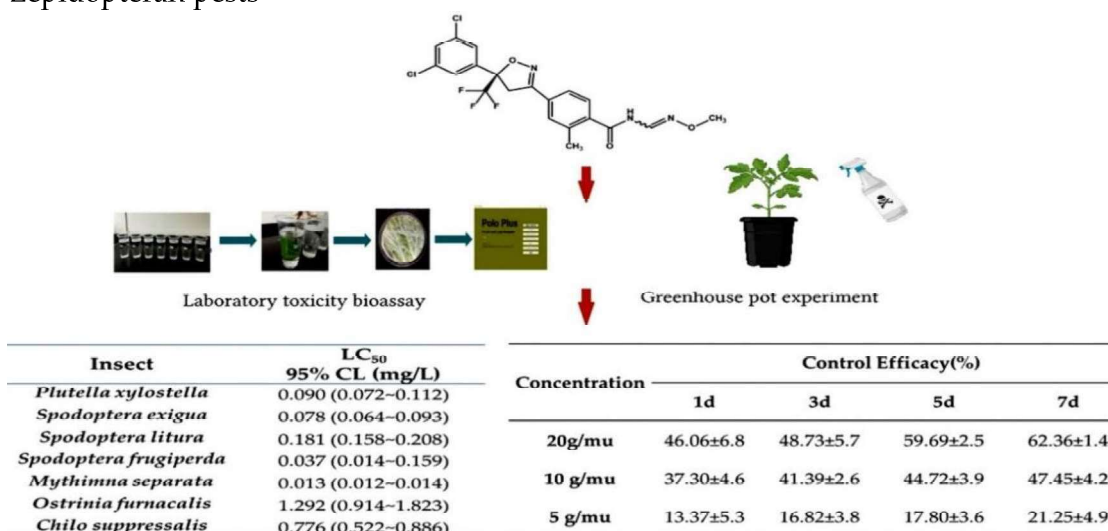 Lepidopteran pests
Cl
Cl
O
N
F
F
F
CH3
O
H
N
N
O
CH3
Polo Plus
Laboratory toxicity bioassay
Greenhouse pot experiment
Insect LC50
95% CL (mg/L)
Plutella xylostella 0.090 (0.072~0.112)
Spodoptera exigua 0.078 (0.064~0.093)
Spodoptera litura 0.181 (0.158~0.208)
Spodoptera frugiperda 0.037 (0.014~0.159)
Mythimna separata 0.013 (0.012~0.014)
Ostrinia furnacalis 1.292 (0.914~1.823)
Chilo suppressalis 0.776 (0.522~0.886)
Concentration Control Efficacy(%)
1d 3d 5d 7d
20g/mu 46.06±6.8 48.73±5.7 59.69±2.5 62.36±1.4
10 g/mu 37.30±4.6 41.39±2.6 44.72±3.9 47.45±4.2
5 g/mu 13.37±5.3 16.82±3.8 17.80±3.6 21.25±4.9